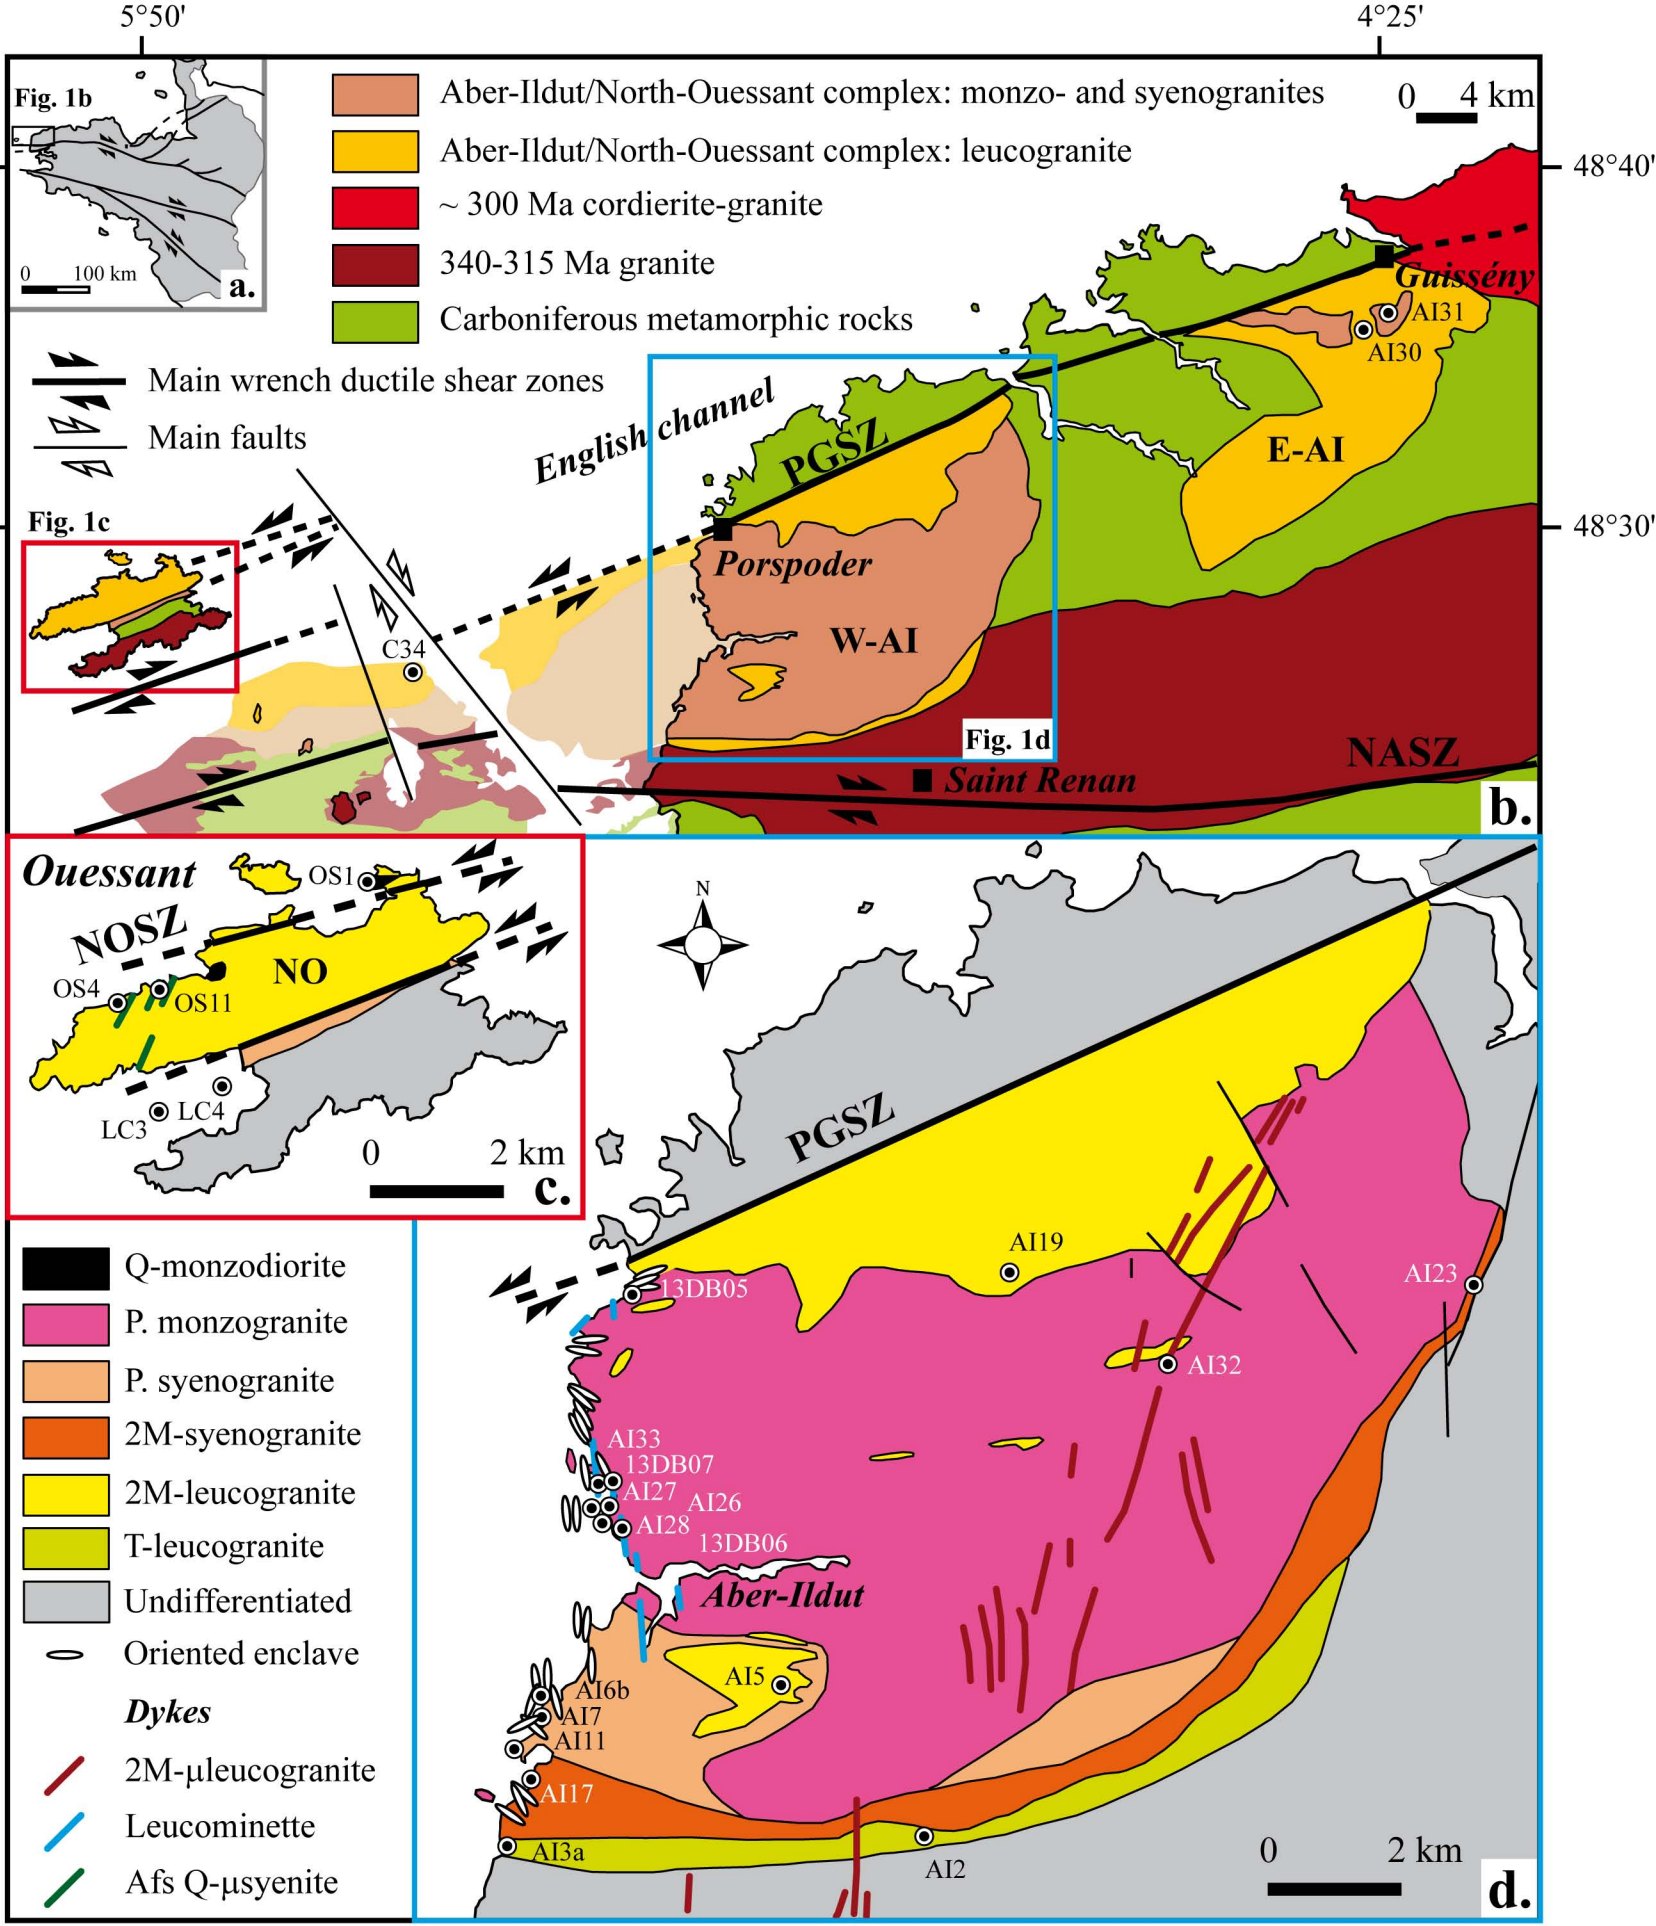 5°50'
4°25'
Fig. 1b
0 100 km
a.
Aber-Ildut/North-Ouessant complex: monzo- and syenogranites
Aber-Ildut/North-Ouessant complex: leucogranite
~ 300 Ma cordierite-granite
340-315 Ma granite
Carboniferous metamorphic rocks
0 4 km
48°40'
48°30'
Main wrench ductile shear zones
Main faults
English channel
Guissény
AI31
AI30
PGSZ
E-AI
Fig. 1c
Porspoder
W-AI
C34
Fig. 1d
NASZ
Saint Renan
b.
Ouessant
OS1
NOSZ
NO
OS4
OS11
LC4
LC3
0 2 km
c.
N
PGSZ
AI19
13DB05
AI23
AI32
AI33
13DB07
AI27
AI26
AI28
13DB06
Aber-Ildut
AI5
AI6b
AI7
AI11
AI17
AI3a
AI2
0 2 km
d.
Q-monzodiorite
P. monzogranite
P. syenogranite
2M-syenogranite
2M-leucogranite
T-leucogranite
Undifferentiated
Oriented enclave
Dykes
2M-μleucogranite
Leucominette
Afs Q-μsyenite